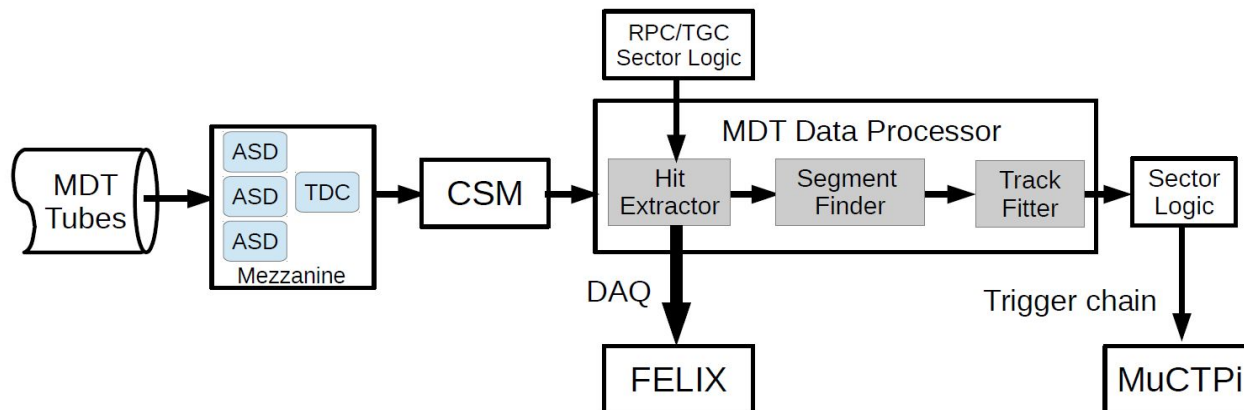 RPC/TGC
Sector Logic
MDT Data Processor
MDT
Tubes
ASD
ASD
ASD
TDC
Mezzanine
CSM
Hit
Extractor
Segment
Finder
Track
Fitter
Sector
Logic
DAQ
Trigger chain
FELIX
MuCTPi